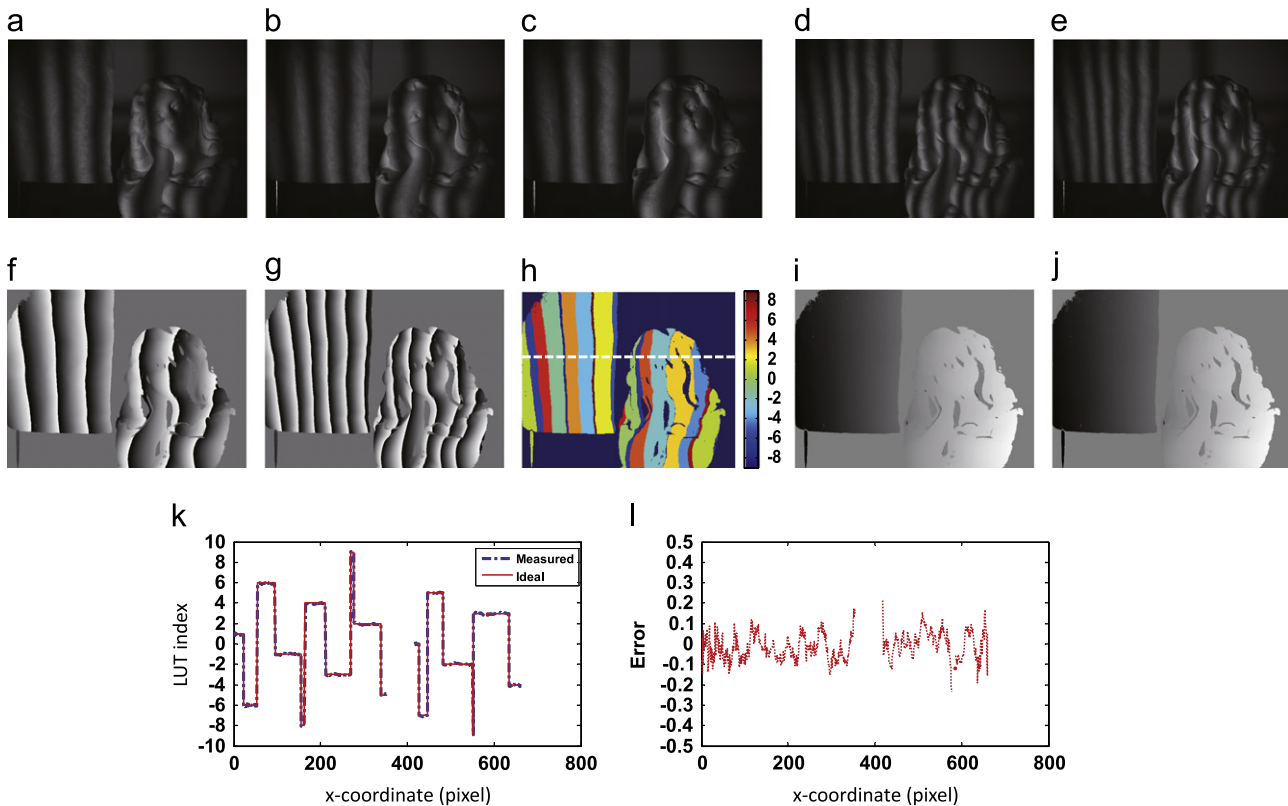 a
b
c
d
e
f
g
h
i
j
8
6
4
2
0
-2
-4
-6
-8
k
l
10
8
6
4
2
0
-2
-4
-6
-8
-10
LUT index
Measured
Ideal
0
200
400
600
800
x-coordinate (pixel)
0.5
0.4
0.3
0.2
0.1
0
-0.1
-0.2
-0.3
-0.4
-0.5
Error
0
200
400
600
800
x-coordinate (pixel)